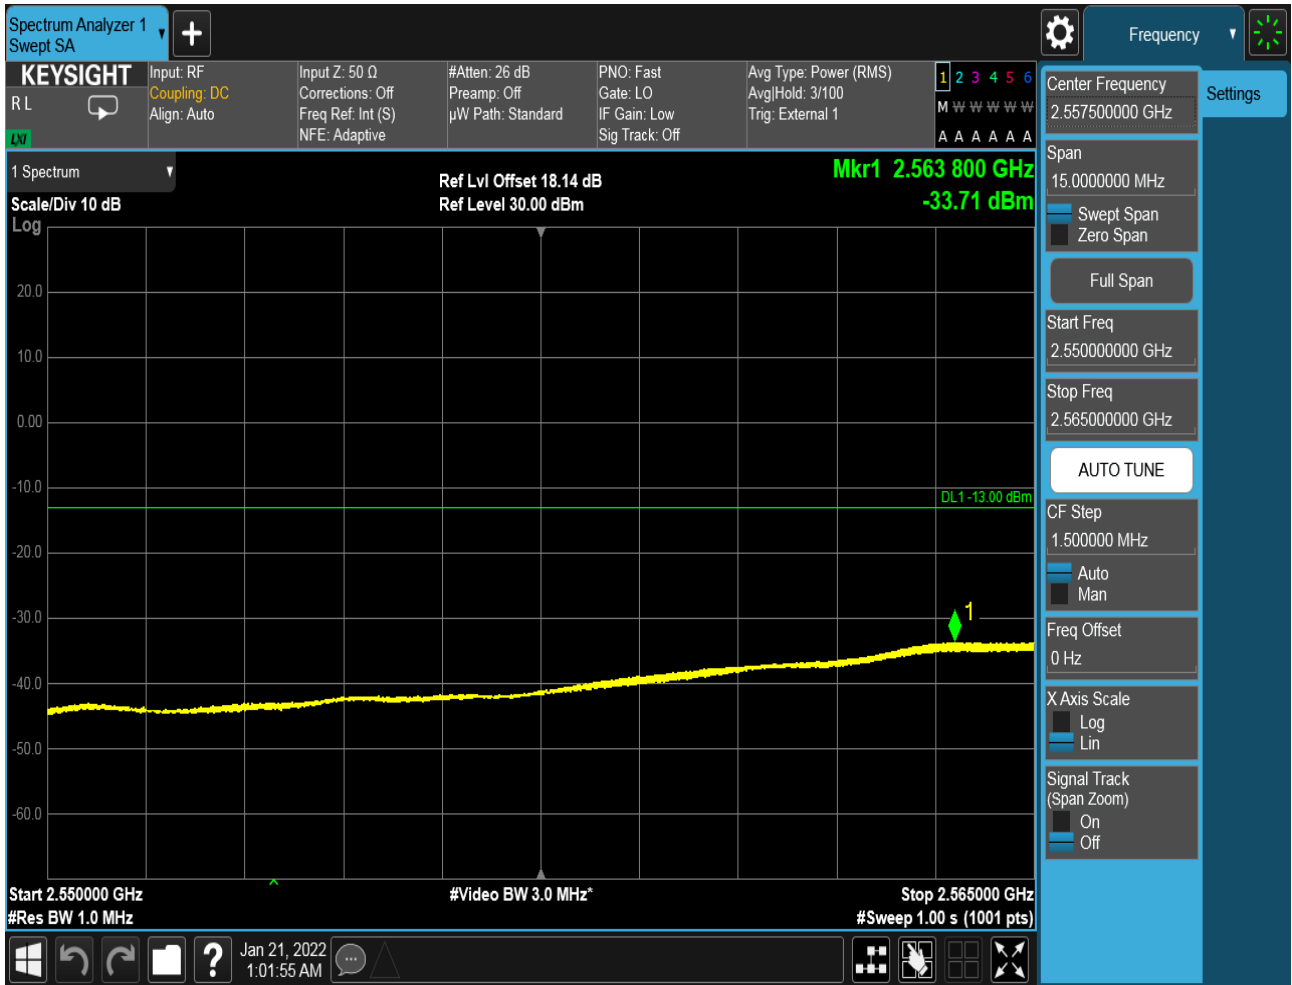 Spectrum Analyzer 1
Swept SA
Frequency
KEYSIGHT
R L
LXI
Input: RF
Coupling: DC
Align: Auto
Input Z: 50 Ω
Corrections: Off
Freq Ref: Int (S)
NFE: Adaptive
#Atten: 26 dB
Preamp: Off
µW Path: Standard
PNO: Fast
Gate: LO
IF Gain: Low
Sig Track: Off
Avg Type: Power (RMS)
Avg|Hold: 3/100
Trig: External 1
1 2 3 4 5 6
M W W W W W
A A A A A A
1 Spectrum
Scale/Div 10 dB
Log
Ref Lvl Offset 18.14 dB
Ref Level 30.00 dBm
Mkr1 2.563 800 GHz
-33.71 dBm
20.0
10.0
0.00
-10.0
-20.0
-30.0
-40.0
-50.0
-60.0
DL1 -13.00 dBm
1
Start 2.550000 GHz
#Res BW 1.0 MHz
#Video BW 3.0 MHz*
Stop 2.565000 GHz
#Sweep 1.00 s (1001 pts)
?
Jan 21, 2022
1:01:55 AM
Center Frequency
2.557500000 GHz
Settings
Span
15.0000000 MHz
Swept Span
Zero Span
Full Span
Start Freq
2.550000000 GHz
Stop Freq
2.565000000 GHz
AUTO TUNE
CF Step
1.500000 MHz
Auto
Man
Freq Offset
0 Hz
X Axis Scale
Log
Lin
Signal Track
(Span Zoom)
On
Off